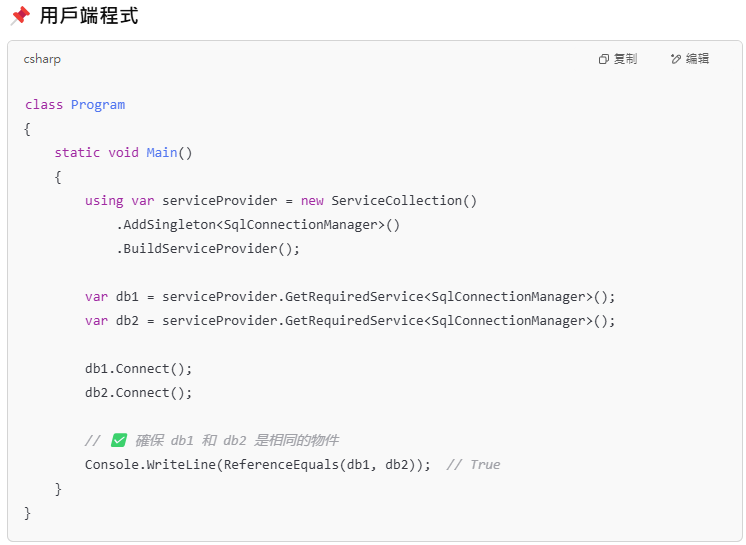 📌 用戶端程式
csharp 复制 编辑
class Program
{
    static void Main()
    {
        using var serviceProvider = new ServiceCollection()
            .AddSingleton<SqlConnectionManager>()
            .BuildServiceProvider();

        var db1 = serviceProvider.GetRequiredService<SqlConnectionManager>();
        var db2 = serviceProvider.GetRequiredService<SqlConnectionManager>();

        db1.Connect();
        db2.Connect();

        // ✅ 確保 db1 和 db2 是相同的物件
        Console.WriteLine(ReferenceEquals(db1, db2));  // True
    }
}